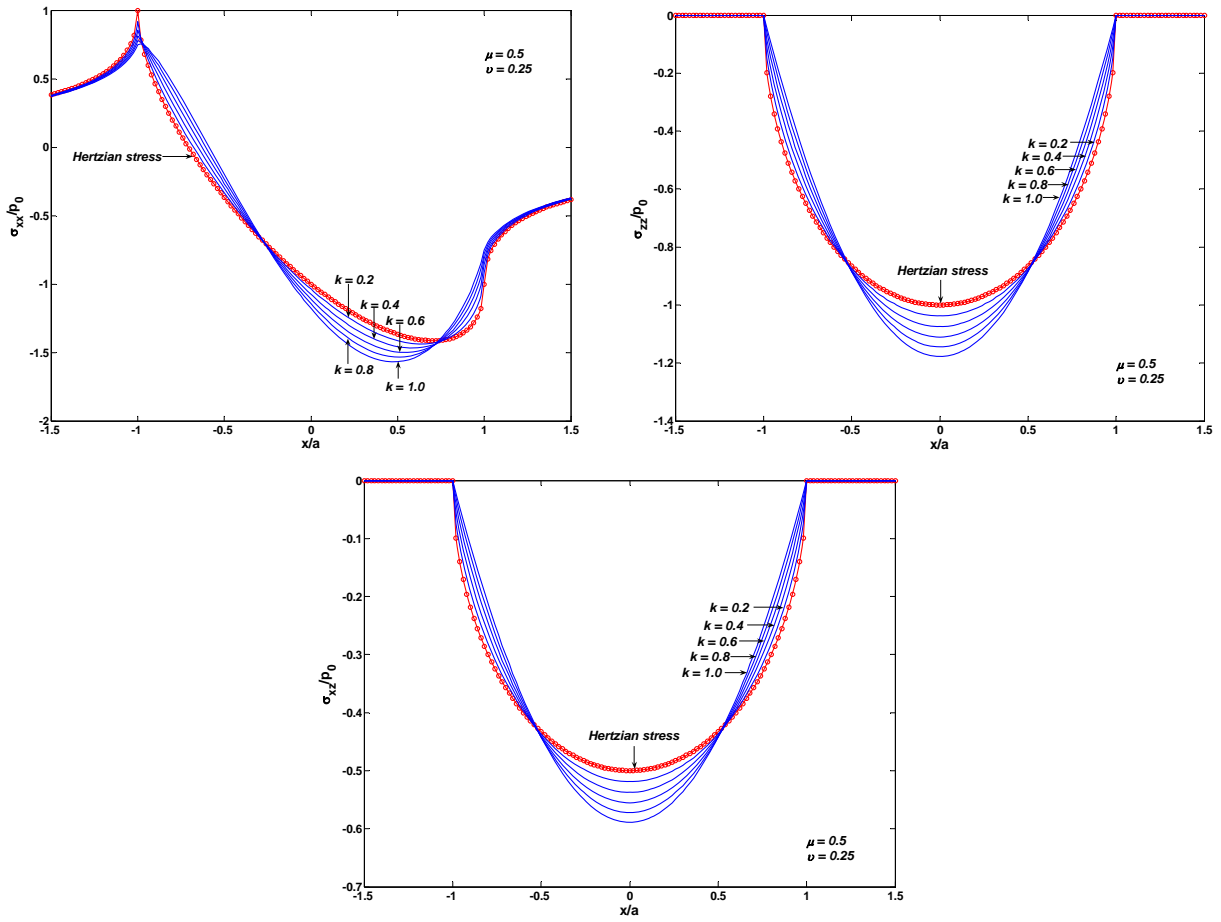 1
0.5
0
-0.5
-1
-1.5
-2
-1.5
-1
-0.5
0
0.5
1
1.5
σxx/p0
x/a
μ = 0.5
υ = 0.25
Hertzian stress
k = 0.2
k = 0.4
k = 0.6
k = 0.8
k = 1.0
0
-0.2
-0.4
-0.6
-0.8
-1
-1.2
-1.4
-1.5
-1
-0.5
0
0.5
1
1.5
σzz/p0
x/a
k = 0.2
k = 0.4
k = 0.6
k = 0.8
k = 1.0
Hertzian stress
μ = 0.5
υ = 0.25
0
-0.1
-0.2
-0.3
-0.4
-0.5
-0.6
-0.7
-1.5
-1
-0.5
0
0.5
1
1.5
σxz/p0
x/a
k = 0.2
k = 0.4
k = 0.6
k = 0.8
k = 1.0
Hertzian stress
μ = 0.5
υ = 0.25